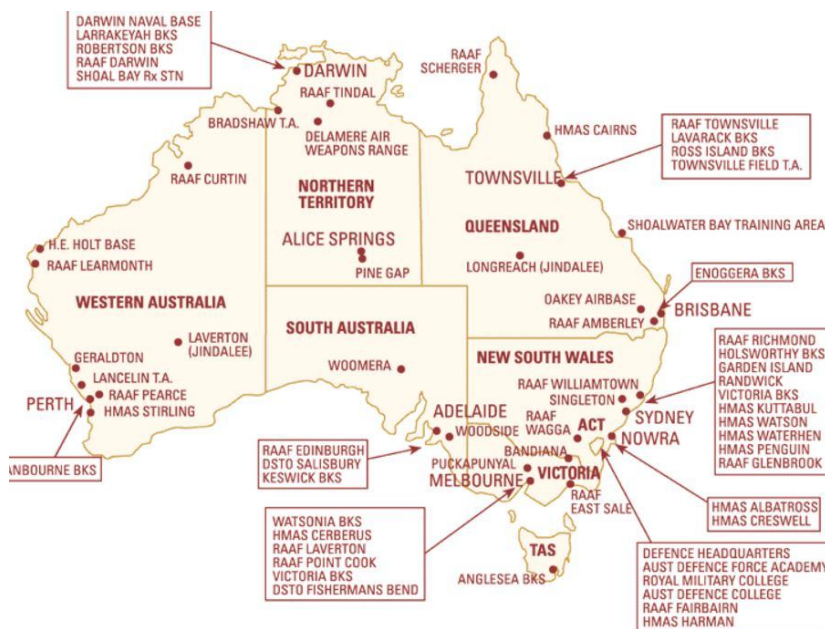 DARWIN NAVAL BASE
LARRAKEYAH BKS
ROBERTSON BKS
RAAF DARWIN
SHOAL BAY Rx STN
DARWIN
RAAF TINDAL
BRADSHAW T.A.
DELAMERE AIR
WEAPONS RANGE
RAAF
SCHERGER
HMAS CAIRNS
RAAF TOWNSVILLE
LAVARACK BKS
ROSS ISLAND BKS
TOWNSVILLE FIELD T.A.
RAAF CURTIN
NORTHERN
TERRITORY
TOWNSVILLE
QUEENSLAND
SHOALWATER BAY TRAINING AREA
H.E. HOLT BASE
RAAF LEARMONTH
ALICE SPRINGS
PINE GAP
LONGREACH (JINDALEE)
ENOGGERA BKS
WESTERN AUSTRALIA
OAKEY AIRBASE
BRISBANE
RAAF AMBERLEY
SOUTH AUSTRALIA
LAVERTON
(JINDALEE)
GERALDTON
LANCELIN T.A.
RAAF PEARCE
PERTH
HMAS STIRLING
ANBOURNE BKS
WOOMERA
NEW SOUTH WALES
RAAF WILLIAMTOWN
SINGLETON
RAAF RICHMOND
HOLSWORTHY BKS
GARDEN ISLAND
RANDWICK
VICTORIA BKS
HMAS KUTTABUL
HMAS WATSON
HMAS WATERHEN
HMAS PENGUIN
RAAF GLENBROOK
ADELAIDE
WOODSIDE
RAAF
WAGGA
ACT
SYDNEY
NOWRA
RAAF EDINBURGH
DSTO SALISBURY
KESWICK BKS
BANDIANA
PUCKAPUNYAL
VICTORIA
MELBOURNE
RAAF
EAST SALE
HMAS ALBATROSS
HMAS CRESWELL
WATSONIA BKS
HMAS CERBERUS
RAAF LAVERTON
RAAF POINT COOK
VICTORIA BKS
DSTO FISHERMANS BEND
TAS
ANGLESEA BKS
DEFENCE HEADQUARTERS
AUST DEFENCE FORCE ACADEMY
ROYAL MILITARY COLLEGE
AUST DEFENCE COLLEGE
RAAF FAIRBAIRN
HMAS HARMAN